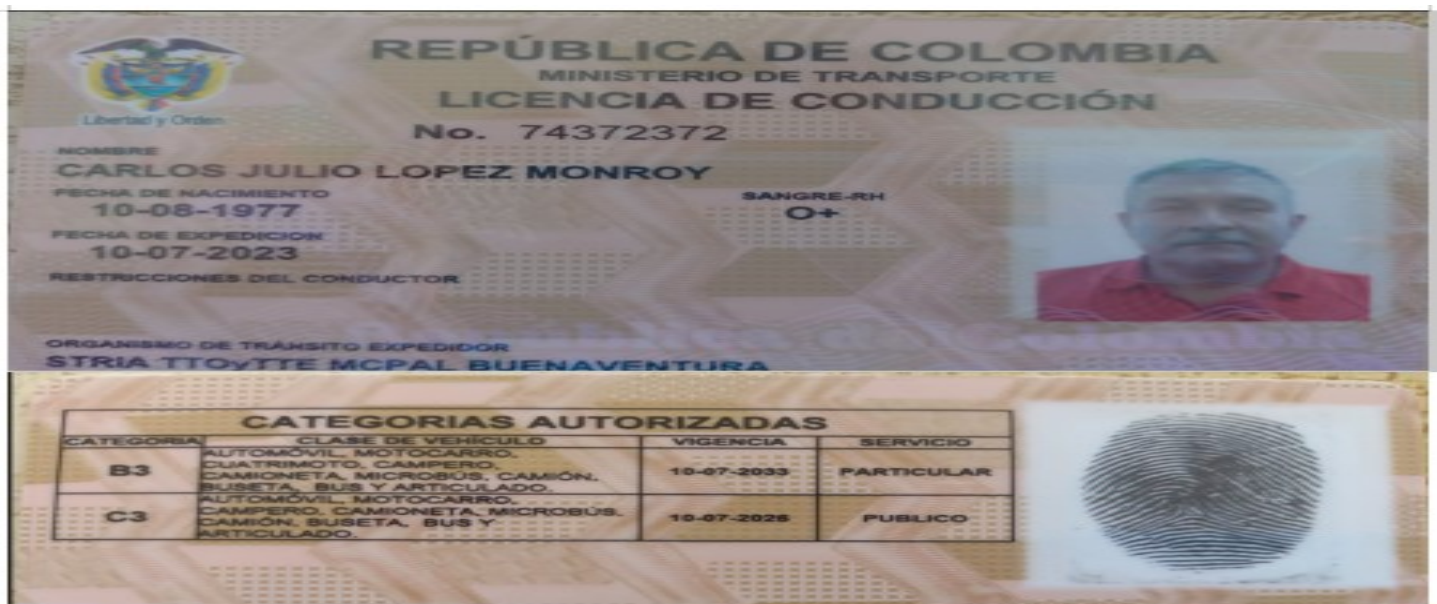 REPÚBLICA DE COLOMBIA
MINISTERIO DE TRANSPORTE
LICENCIA DE CONDUCCIÓN
Libertad y Orden
No. 74372372
NOMBRE
CARLOS JULIO LOPEZ MONROY
FECHA DE NACIMIENTO
10-08-1977
SANGRE-RH
O+
FECHA DE EXPEDICION
10-07-2023
RESTRICCIONES DEL CONDUCTOR
República de Colombia
ORGANISMO DE TRÁNSITO EXPEDIDOR
STRIA TTOyTTE MCPAL BUENAVENTURA
CATEGORIAS AUTORIZADAS
CATEGORIA CLASE DE VEHÍCULO VIGENCIA SERVICIO
B3 AUTOMÓVIL, MOTOCARRO, CUATRIMOTO, CAMPERO, CAMIONETA, MICROBÚS, CAMIÓN, BUSETA, BUS Y ARTICULADO. 10-07-2033 PARTICULAR
C3 AUTOMÓVIL, MOTOCARRO, CAMPERO, CAMIONETA, MICROBÚS, CAMIÓN, BUSETA, BUS Y ARTICULADO. 10-07-2026 PUBLICO